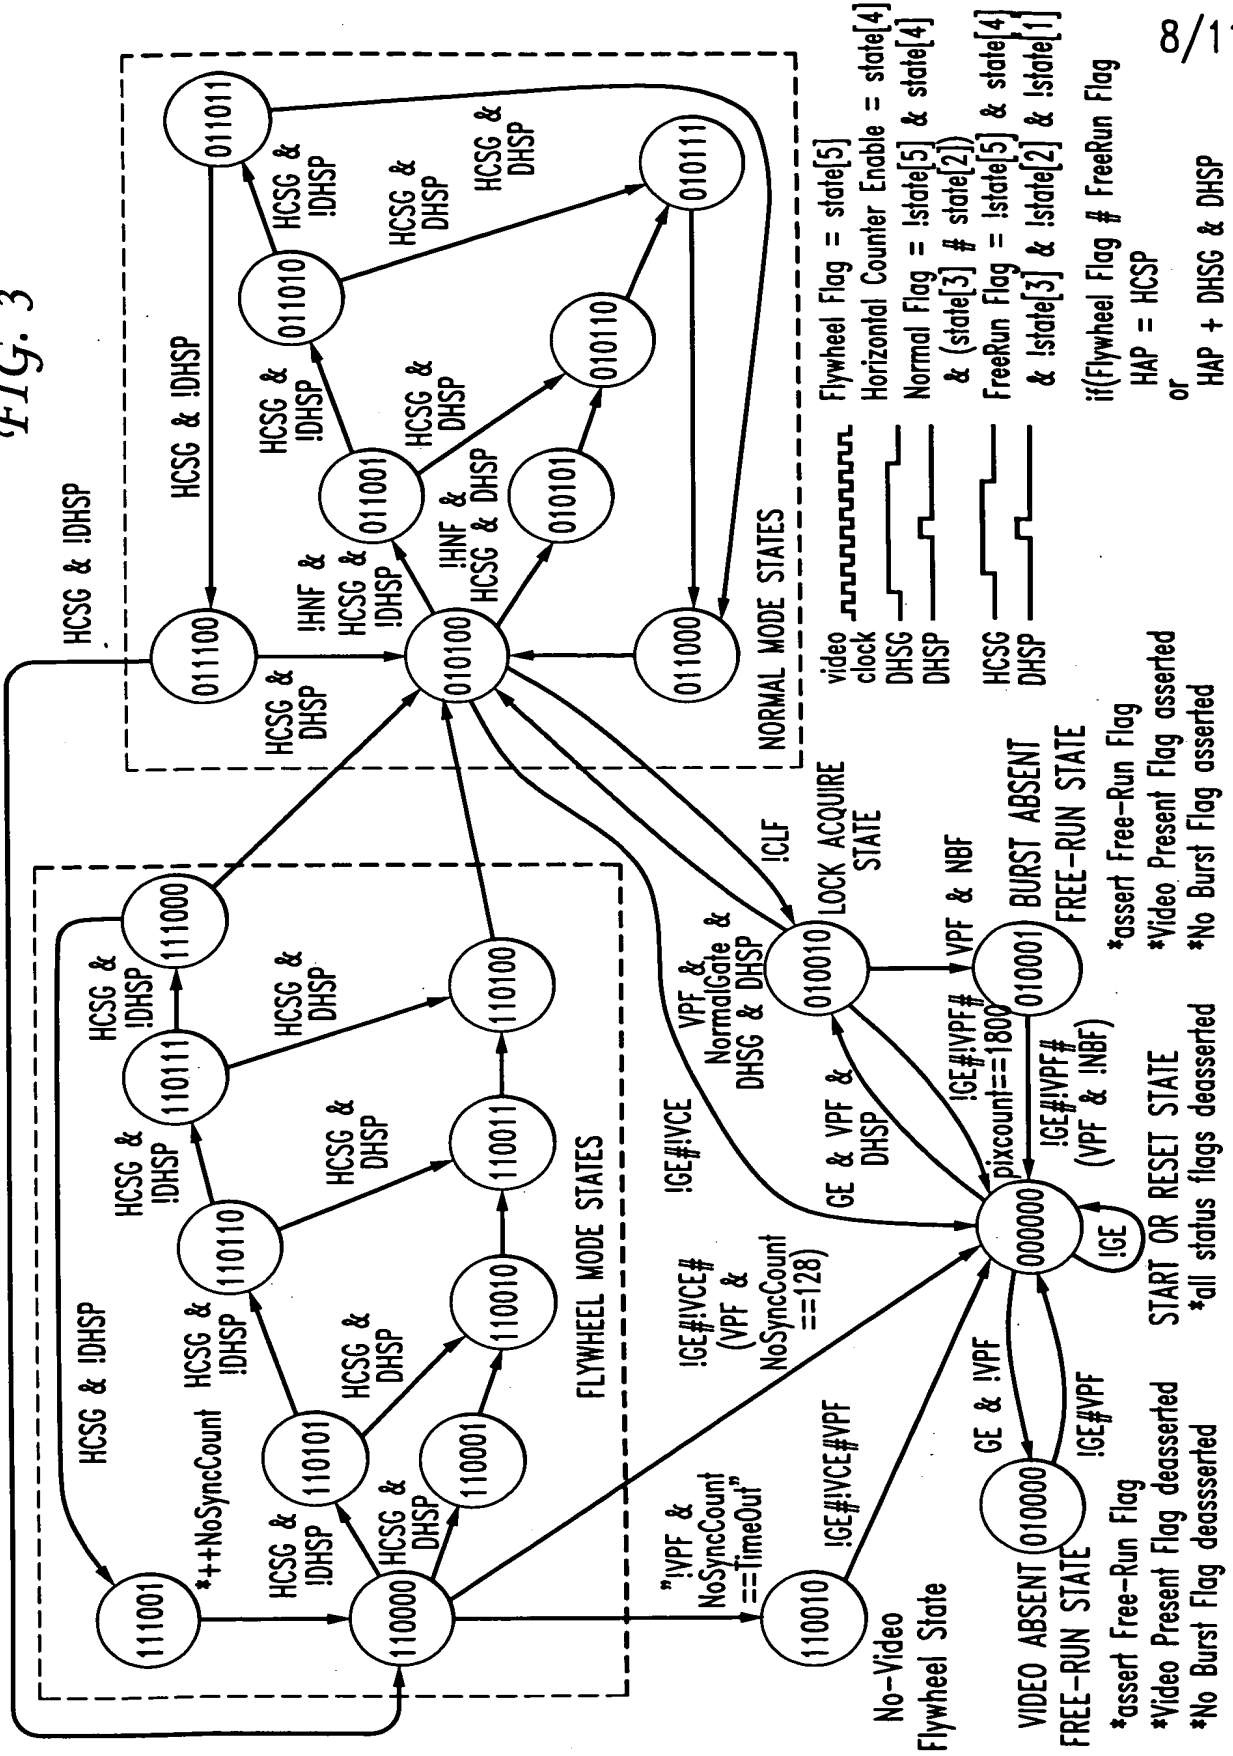 FIG. 3
8/11
HCSG & !DHSP
HCSG & !DHSP
011100
011011
HCSG &
!DHSP
HCSG &
DHSP
011010
HCSG &
DHSP
HCSG &
!DHSP
011001
HCSG &
DHSP
010111
010110
010101
!HNF &
HCSG &
!DHSP
!HNF &
HCSG & DHSP
HCSG &
DHSP
010100
011000
NORMAL MODE STATES
HCSG & !DHSP
111001
*++NoSyncCount
111000
HCSG &
!DHSP
110111
HCSG &
DHSP
HCSG &
!DHSP
110110
HCSG &
DHSP
HCSG &
!DHSP
110101
HCSG &
DHSP
HCSG &
!DHSP
110000
HCSG &
DHSP
110001
110010
110011
110100
FLYWHEEL MODE STATES
"!VPF &
NoSyncCount
==TimeOut"
110010
No-Video
Flywheel State
!GE#!VCE#VPF
!GE#!VCE#
(VPF &
NoSyncCount
==128)
!GE#!VCE
VPF &
NormalGate &
DHSG & DHSP
!CLF
010010
LOCK ACQUIRE
STATE
GE & VPF &
DHSP
!GE#!VPF#
pixcount==1800
VPF & NBF
010001
BURST ABSENT
FREE-RUN STATE
*assert Free-Run Flag
*Video Present Flag asserted
*No Burst Flag asserted
!GE#!VPF#
(VPF & !NBF)
000000
!GE
START OR RESET STATE
*all status flags deasserted
GE & !VPF
!GE#VPF
010000
VIDEO ABSENT
FREE-RUN STATE
*assert Free-Run Flag
*Video Present Flag deasserted
*No Burst Flag deassserted
video
clock
DHSG
DHSP
HCSG
DHSP
Flywheel Flag = state[5]
Horizontal Counter Enable = state[4]
Normal Flag = !state[5] & state[4]
& (state[3] # state[2])
FreeRun Flag = !state[5] & state[4]
& !state[3] & !state[2] & !state[1]
if(Flywheel Flag # FreeRun Flag
HAP = HCSP
or
HAP + DHSG & DHSP